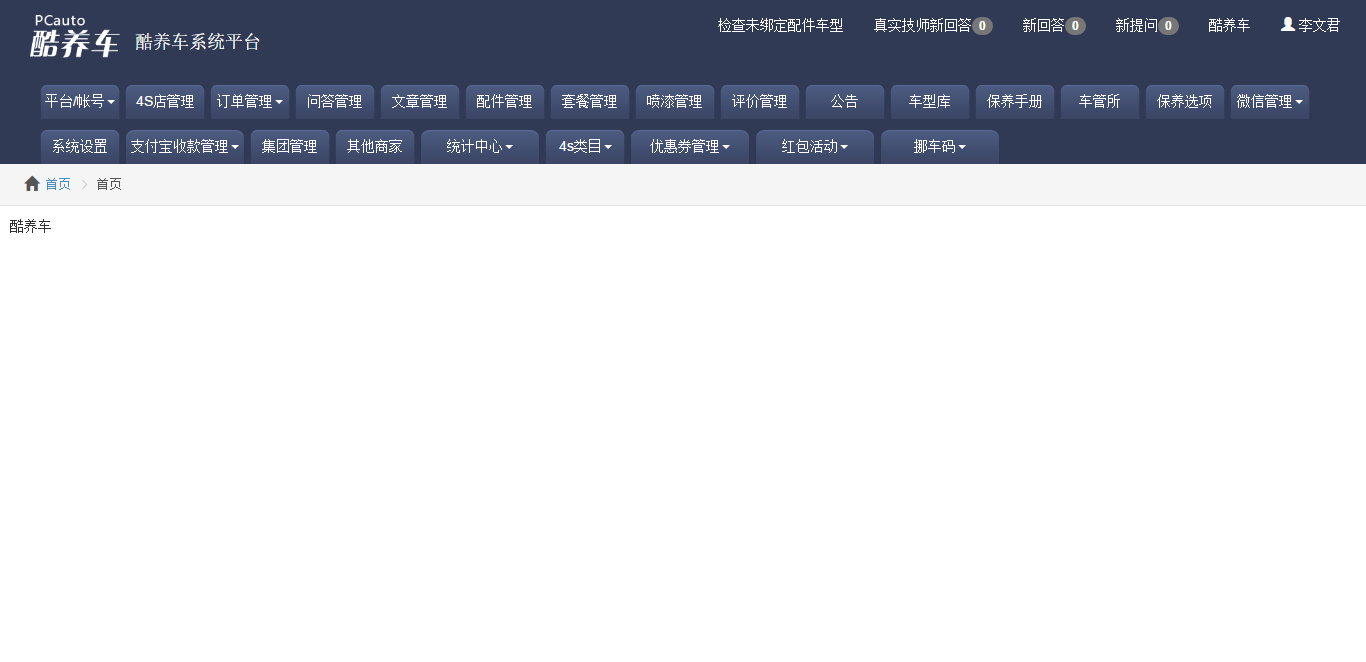 PCauto
酷养车 酷养车系统平台 检查未绑定配件车型 真实技师新回答 0 新回答 0 新提问 0 酷养车 李文君
平台/帐号 4S店管理 订单管理 问答管理 文章管理 配件管理 套餐管理 喷漆管理 评价管理 公告 车型库 保养手册 车管所 保养选项 微信管理
系统设置 支付宝收款管理 集团管理 其他商家 统计中心 4s类目 优惠券管理 红包活动 挪车码
首页 首页
酷养车